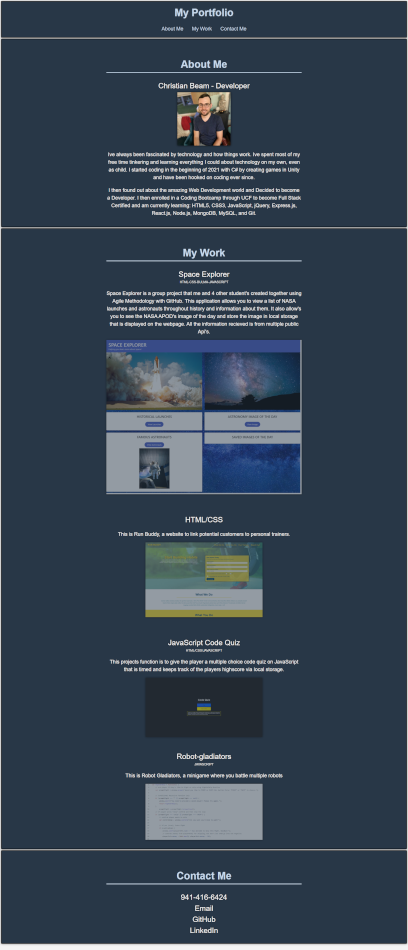 My Portfolio
About Me My Work Contact Me
About Me
Christian Beam - Developer
Ive always been fascinated by technology and how things work. Ive spent most of my
free time tinkering and learning everything I could about technology on my own, even
as child. I started coding in the beginning of 2021 with C# by creating games in Unity
and have been hooked on coding ever since.
I then found out about the amazing Web Development world and Decided to become
a Developer. I then enrolled in a Coding Bootcamp through UCF to become Full Stack
Certified and am currently learning: HTML5, CSS3, JavaScript, jQuery, Express.js,
React.js, Node.js, MongoDB, MySQL, and Git.
My Work
Space Explorer
HTML/CSS/BULMA/JAVASCRIPT
Space Explorer is a group project that me and 4 other student's created together using
Agile Methodology with GitHub. This application allows you to view a list of NASA
launches and astronauts throughout history and information about them. It also allow's
you to see the NASA APOD's image of the day and store the image in local storage
that is displayed on the webpage. All the information recieved is from multiple public
Api's.
SPACE EXPLORER
HISTORICAL LAUNCHES
ASTRONOMY IMAGE OF THE DAY
FAMOUS ASTRONAUTS
SAVED IMAGES OF THE DAY
HTML/CSS
This is Run Buddy, a website to link potential customers to personal trainers.
What We Do
JavaScript Code Quiz
HTML/CSS/JAVASCRIPT
This projects function is to give the player a multiple choice code quiz on JavaScript
that is timed and keeps track of the players highscore via local storage.
Robot-gladiators
JAVASCRIPT
This is Robot Gladiators, a minigame where you battle multiple robots
Contact Me
941-416-6424
Email
GitHub
LinkedIn